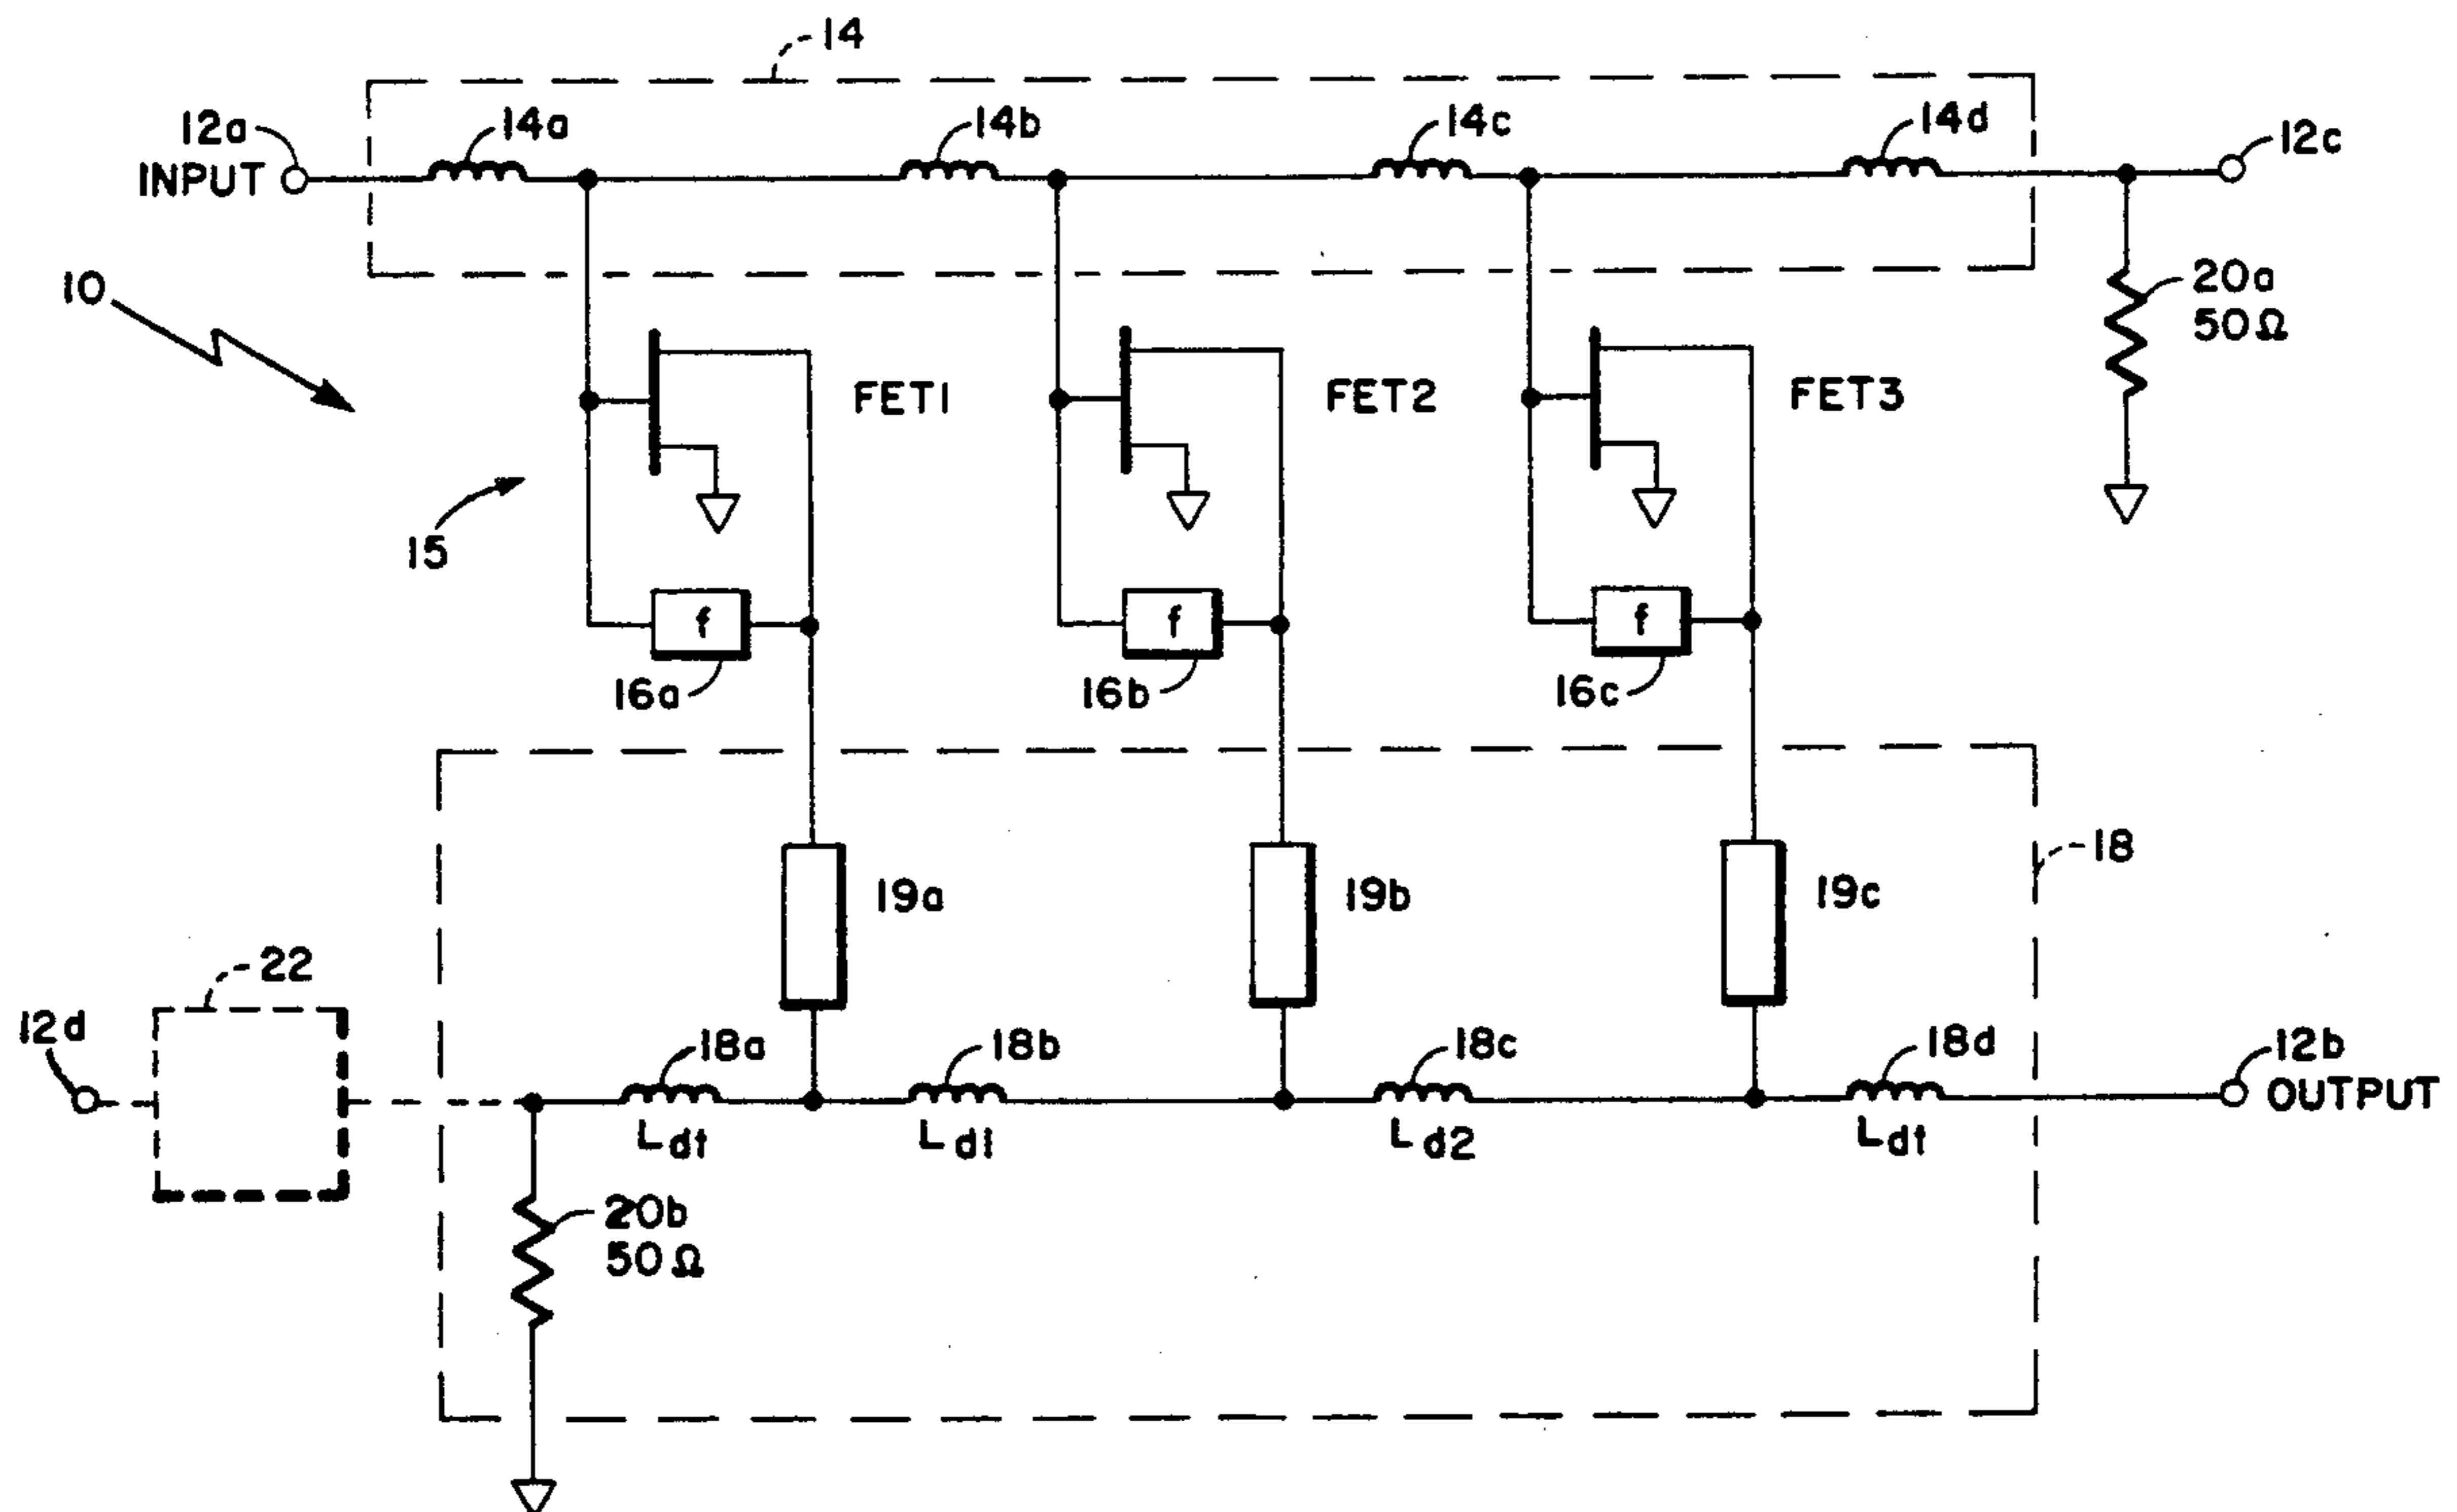 14
12a
INPUT
14a
14b
14c
14d
12c
10
20a
50Ω
FET1
FET2
FET3
15
f
f
f
16a
16b
16c
18
19a
19b
19c
22
12d
18a
18b
18c
18d
12b
OUTPUT
Ldt
Ld1
Ld2
Ldt
20b
50Ω